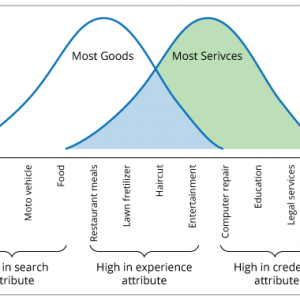 Most Goods
Most Serivces
Moto vehicle
Food
Restaurant meals
Lawn fretilizer
Haircut
Entertainment
Computer repair
Education
Legal services
in search
attribute
High in experience
attribute
High in crede
attribute